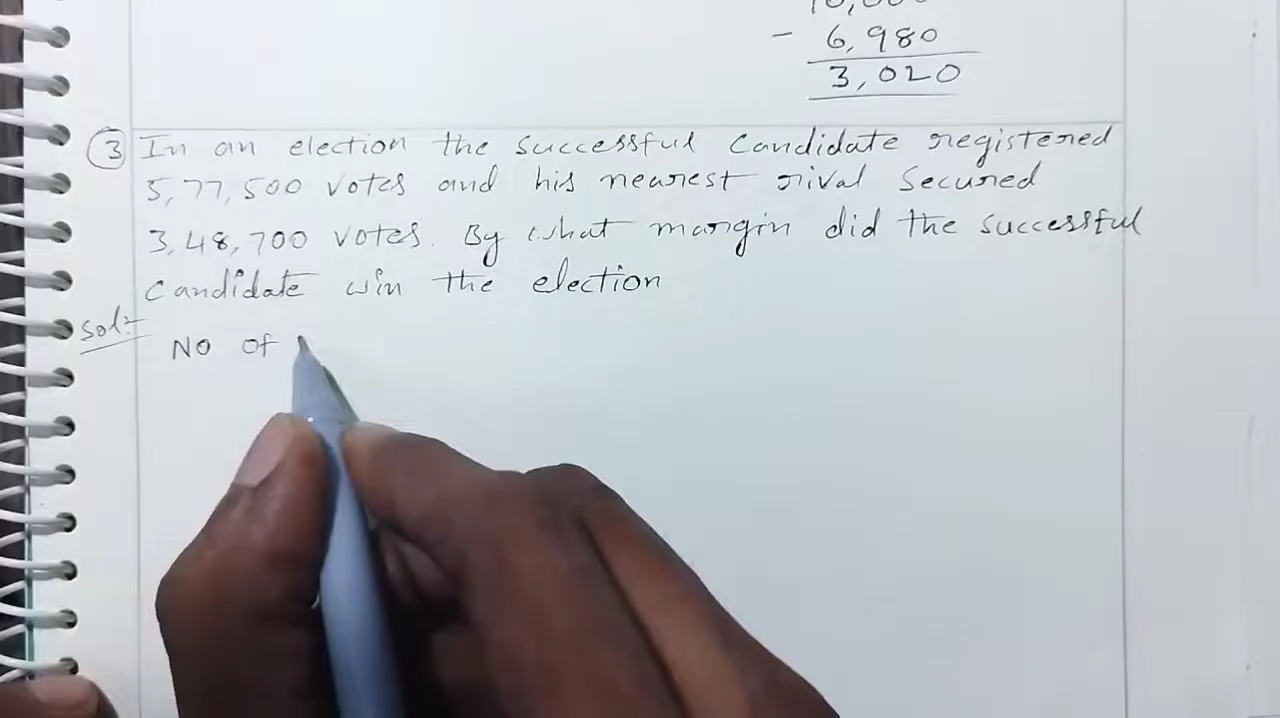 - 6,980
3,020
③ In an election the successful candidate registered
5,77,500 votes and his nearest rival secured
3,48,700 votes. By what margin did the successful
candidate win the election
Sol:-
No of